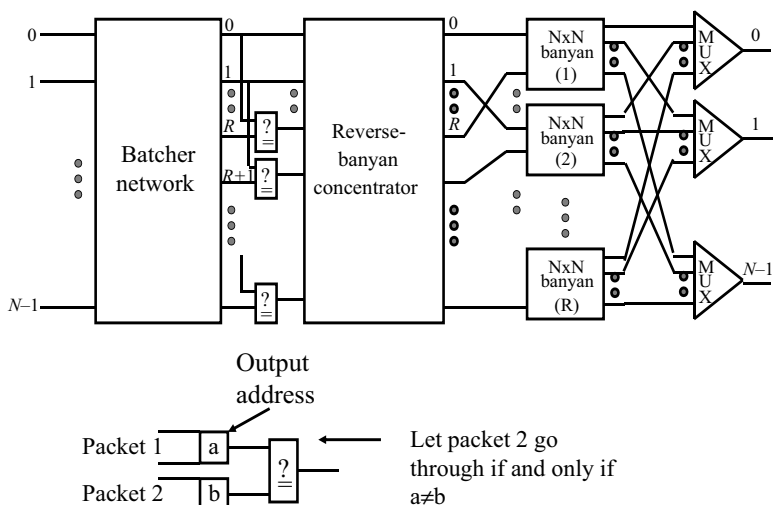 0
1
N–1
Batcher
network
0
1
R
R+1
?
=
?
=
?
=
Reverse-
banyan
concentrator
0
1
R
NxN
banyan
(1)
NxN
banyan
(2)
NxN
banyan
(R)
M
U
X
0
M
U
X
1
M
U
X
N–1
Output
address
Packet 1
a
Packet 2
b
?
=
Let packet 2 go
through if and only if
a≠b